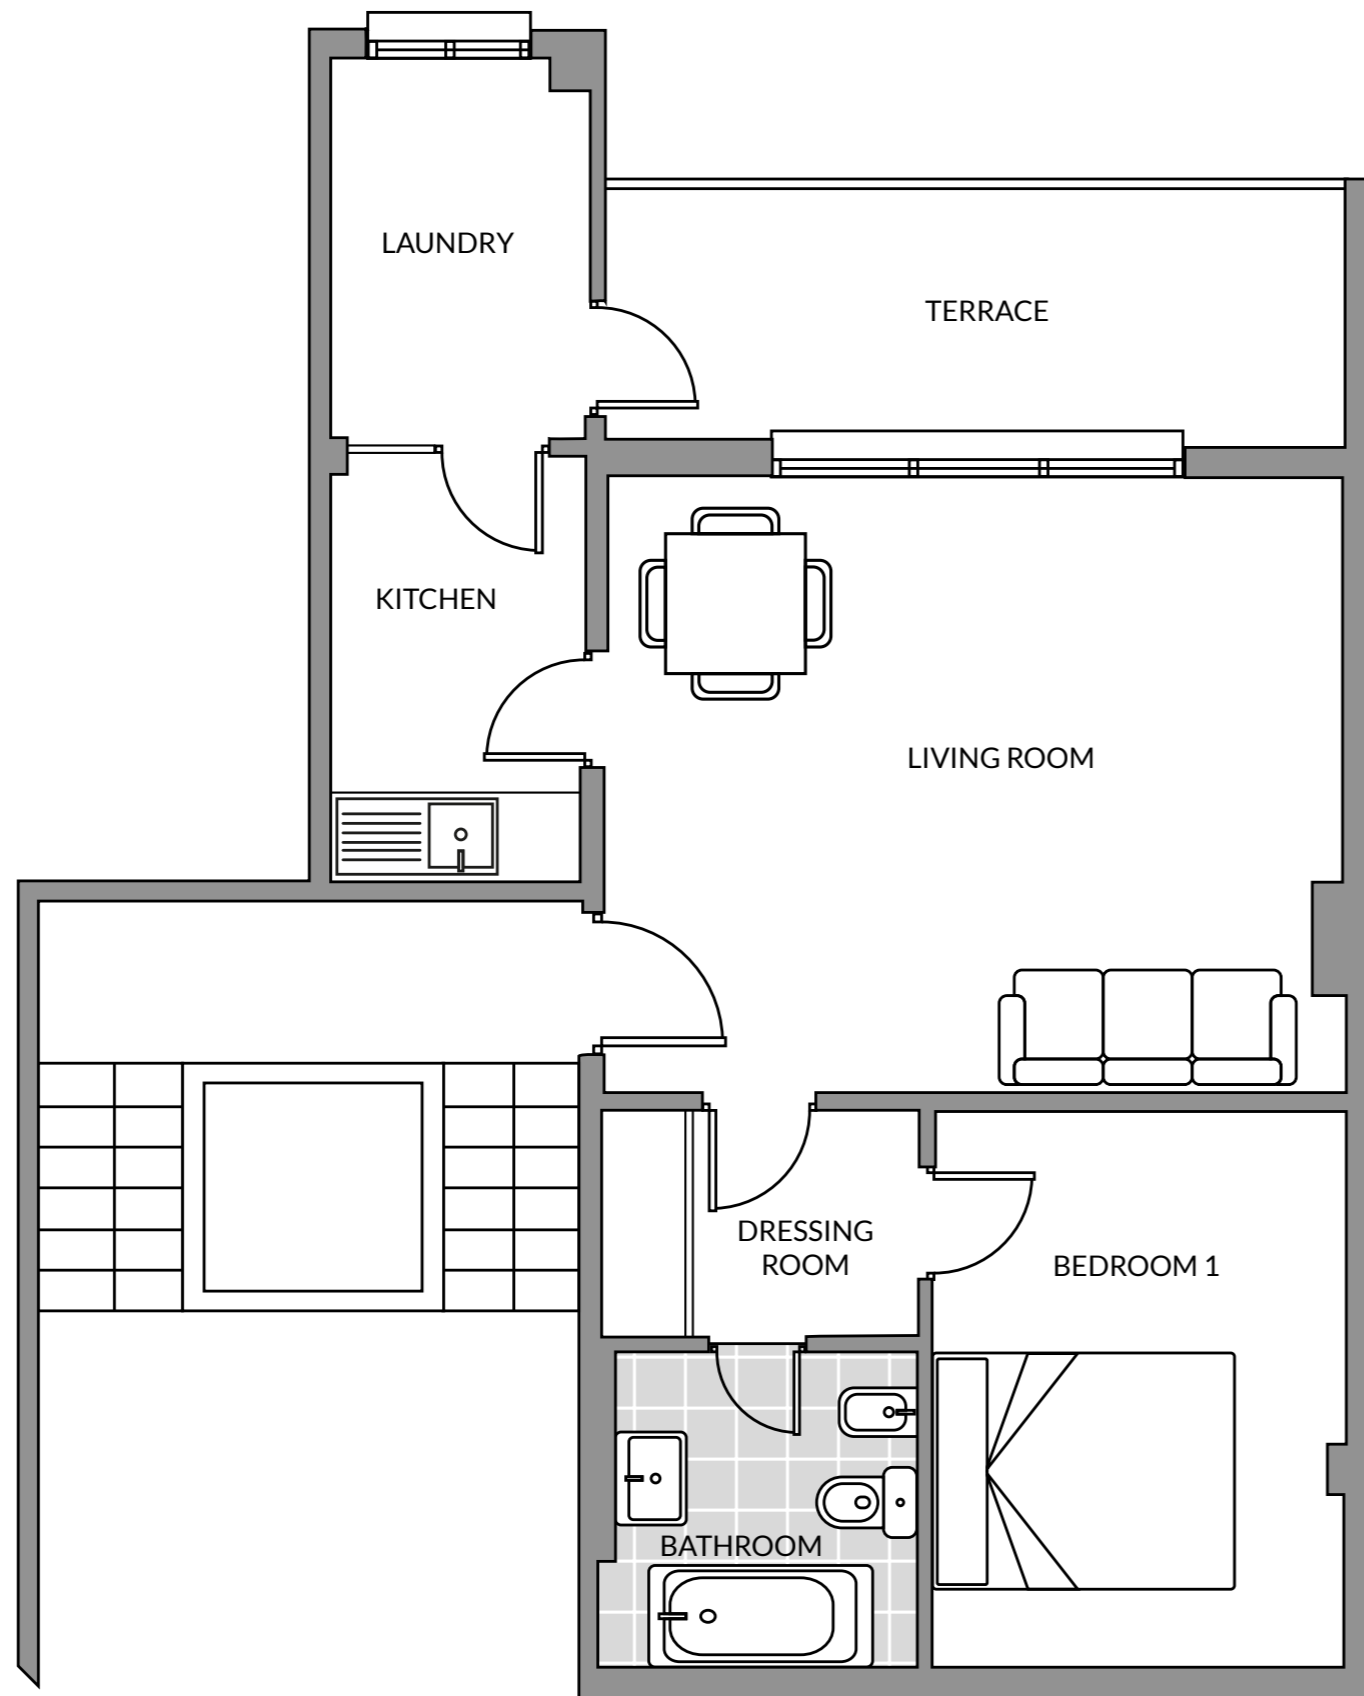 LAUNDRY
TERRACE
KITCHEN
LIVING ROOM
DRESSING
ROOM
BEDROOM 1
BATHROOM